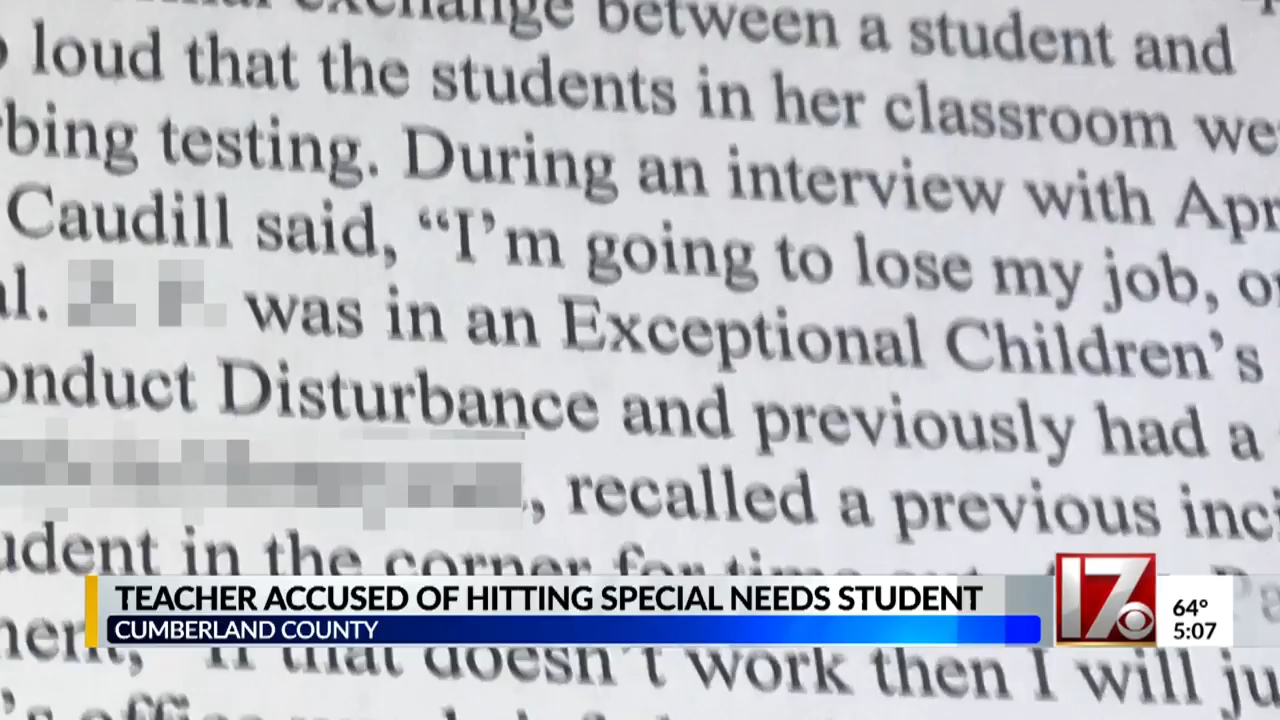 exchange between a student and
loud that the students in her classroom we
bing testing. During an interview with Apr
Caudill said, “I’m going to lose my job, o
al. was in an Exceptional Children’s
onduct Disturbance and previously had a
, recalled a previous inci
udent in the corner for time
TEACHER ACCUSED OF HITTING SPECIAL NEEDS STUDENT
CUMBERLAND COUNTY
17
64°
5:07
that doesn’t work then I will ju